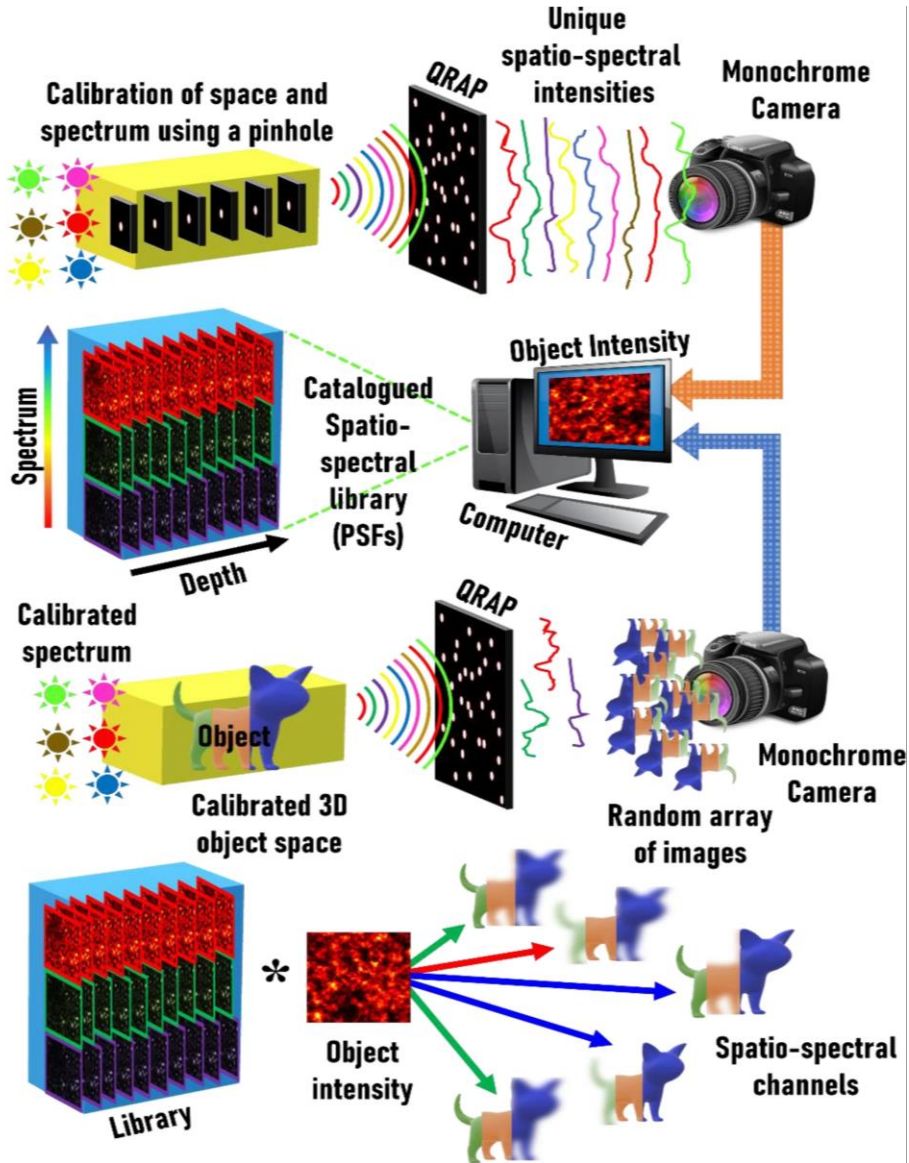 Calibration of space and
spectrum using a pinhole
QRAP
Unique
spatio-spectral
intensities
Monochrome
Camera
Spectrum
Depth
Catalogued
Spatio-
spectral
library
(PSFs)
Object Intensity
Computer
Calibrated
spectrum
Object
Calibrated 3D
object space
QRAP
Random array
of images
Monochrome
Camera
Library
*
Object
intensity
Spatio-spectral
channels